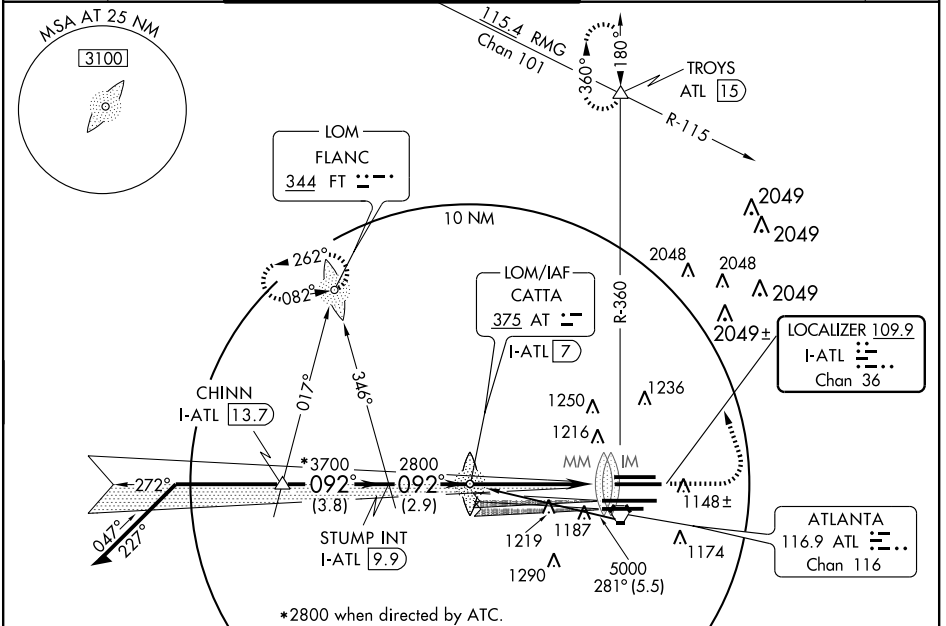 MSA AT 25 NM
3100
115.4 RMG
Chan 101
360°
180°
TROYS
ATL 15
R-115
LOM
FLANC
344 FT
10 NM
262°
082°
2049
2049
2048
2048
2049
2049±
LOM/IAF
CATTA
375 AT
I-ATL 7
R-360
LOCALIZER 109.9
I-ATL
Chan 36
CHINN
I-ATL 13.7
017°
346°
1250
1236
1216
MM
IM
272°
*3700
092°
(3.8)
2800
092°
(2.9)
047°
227°
STUMP INT
I-ATL 9.9
1219
1187
1290
1148±
1174
5000
281° (5.5)
ATLANTA
116.9 ATL
Chan 116
*2800 when directed by ATC.